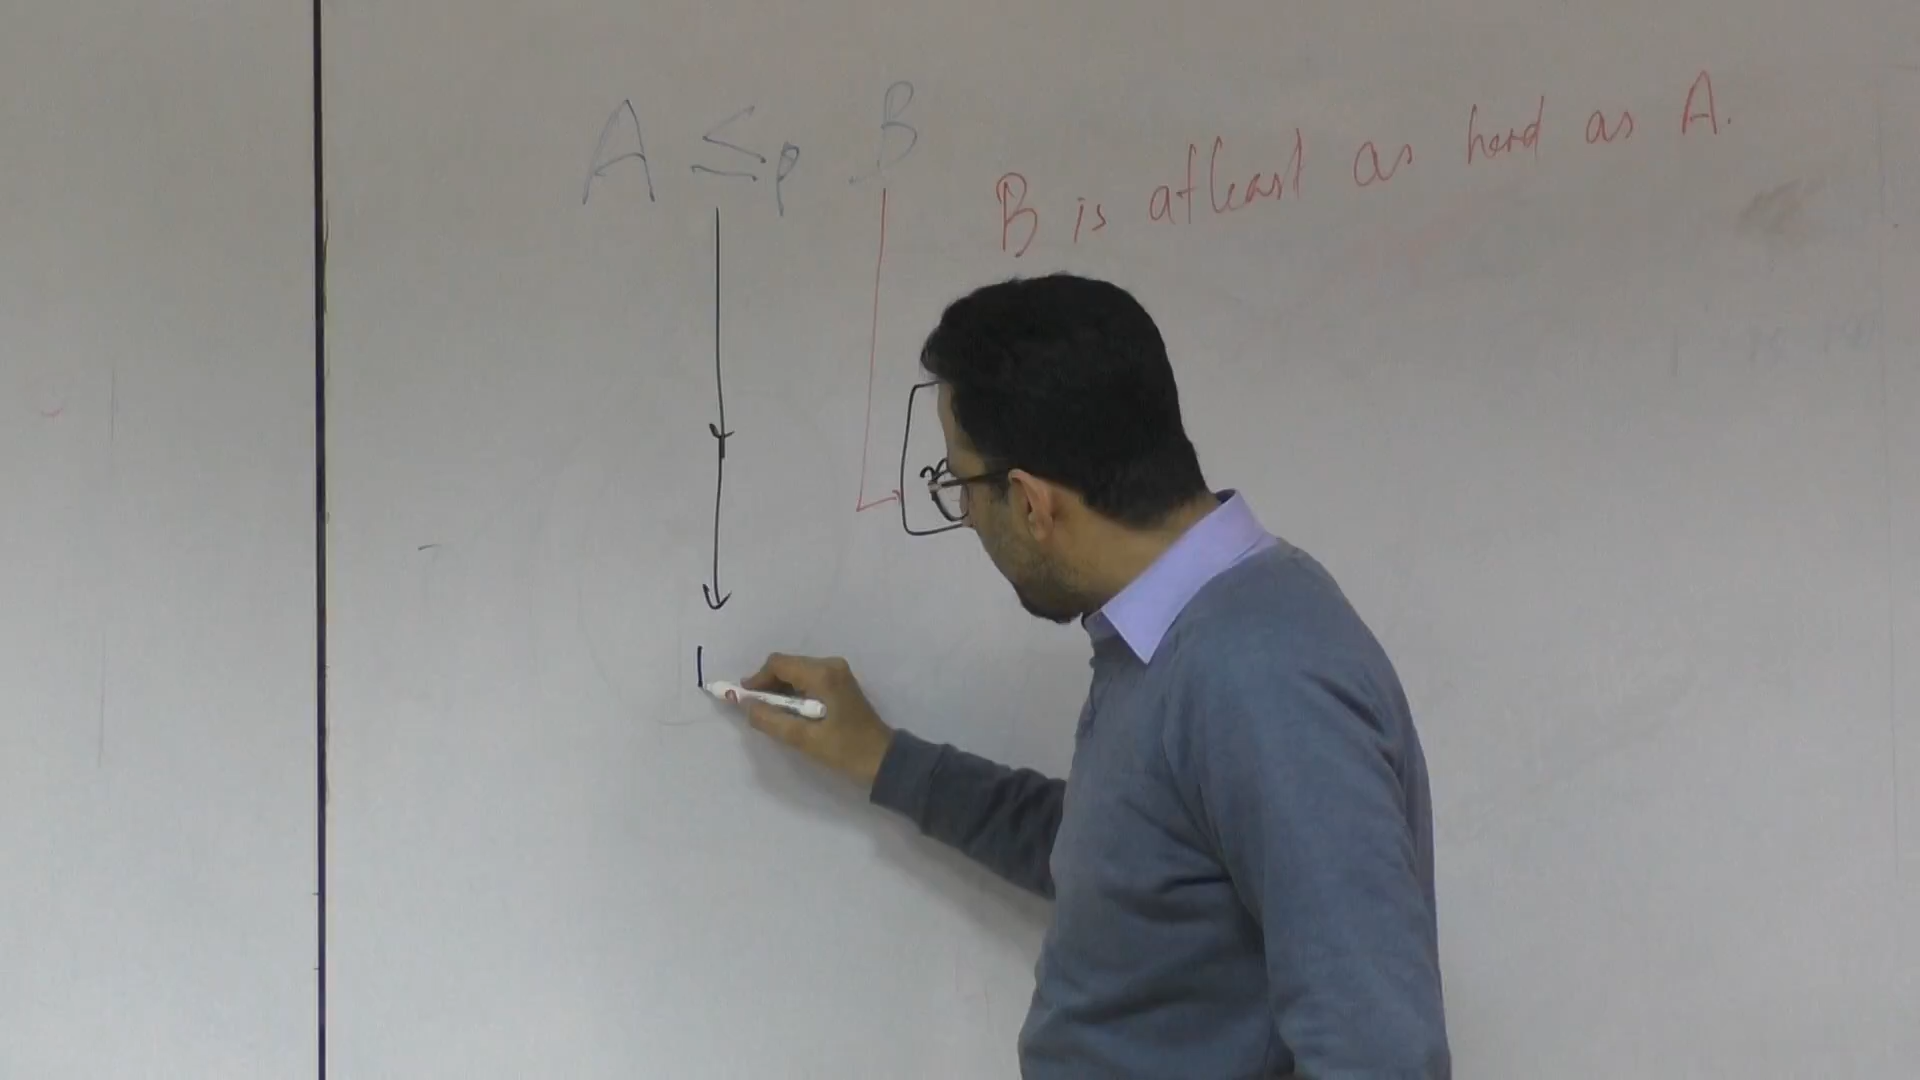 A ≤p B
B is atleast as hard as A.